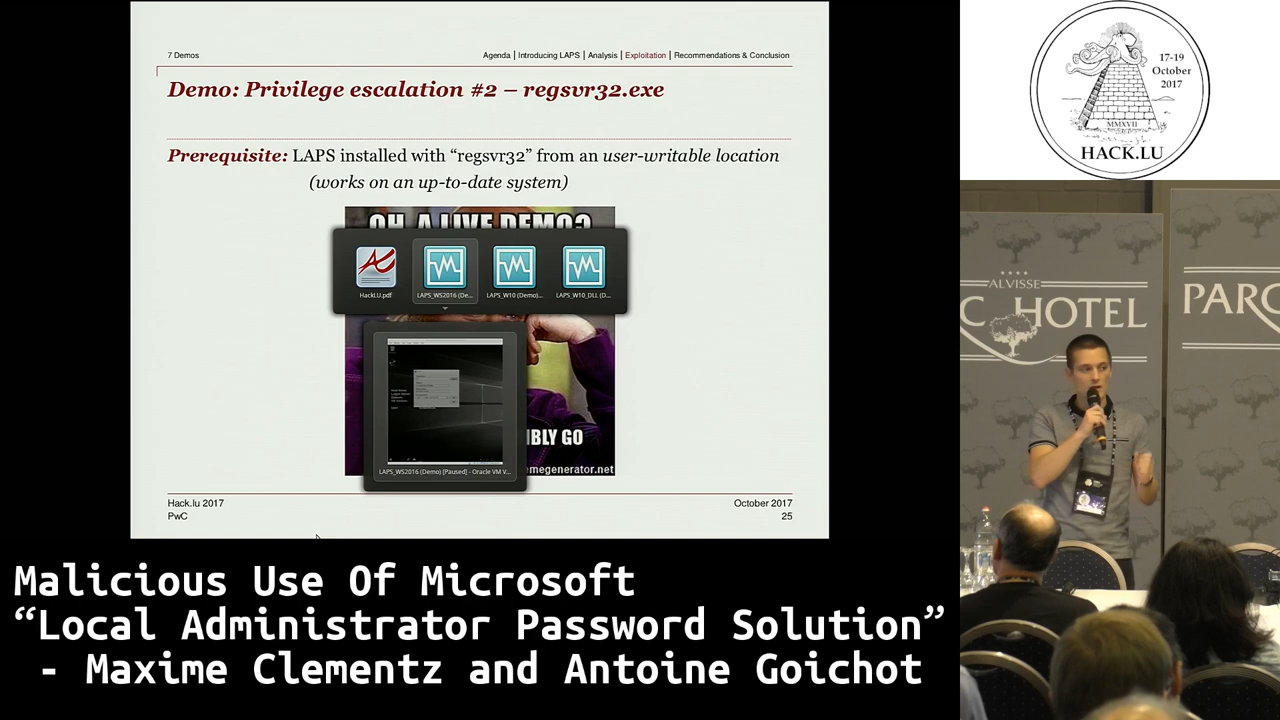 7 Demos
Agenda | Introducing LAPS | Analysis | Exploitation | Recommendations & Conclusion
Demo: Privilege escalation #2 – regsvr32.exe
Prerequisite: LAPS installed with “regsvr32” from an user-writable location
(works on an up-to-date system)
OH, A LIVE DEMO?
HackLU.pdf
LAPS_WS2016 (De...
LAPS_W10 (Demo)...
LAPS_W10_DLL (D...
LAPS_WS2016 (Demo) [Paused] - Oracle VM V...
IBLY GO
emegenerator.net
Hack.lu 2017
PwC
October 2017
25
17-19
October
2017
MMXVII
HACK.LU
ALVISSE
C HOTEL
PARC
Malicious Use Of Microsoft
“Local Administrator Password Solution”
- Maxime Clementz and Antoine Goichot